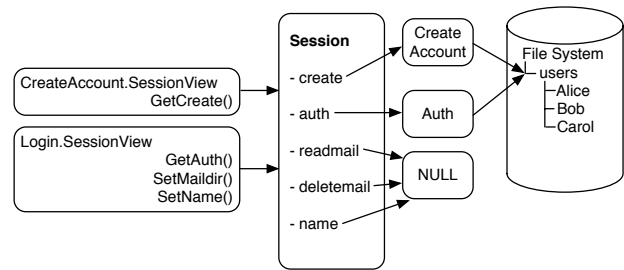 CreateAccount.SessionView
GetCreate()
Login.SessionView
GetAuth()
SetMaildir()
SetName()
Session
- create
- auth
- readmail
- deletemail
- name
Create
Account
Auth
NULL
File System
users
Alice
Bob
Carol